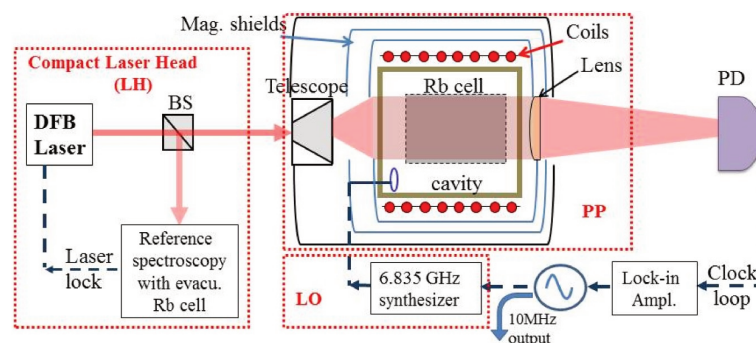 Mag. shields
Coils
Compact Laser Head
(LH)
Telescope
Rb cell
Lens
PD
BS
DFB
Laser
cavity
PP
Laser
lock
Reference
spectroscopy
with evacu.
Rb cell
LO
6.835 GHz
synthesizer
10MHz
output
Lock-in
Ampl.
Clock
loop